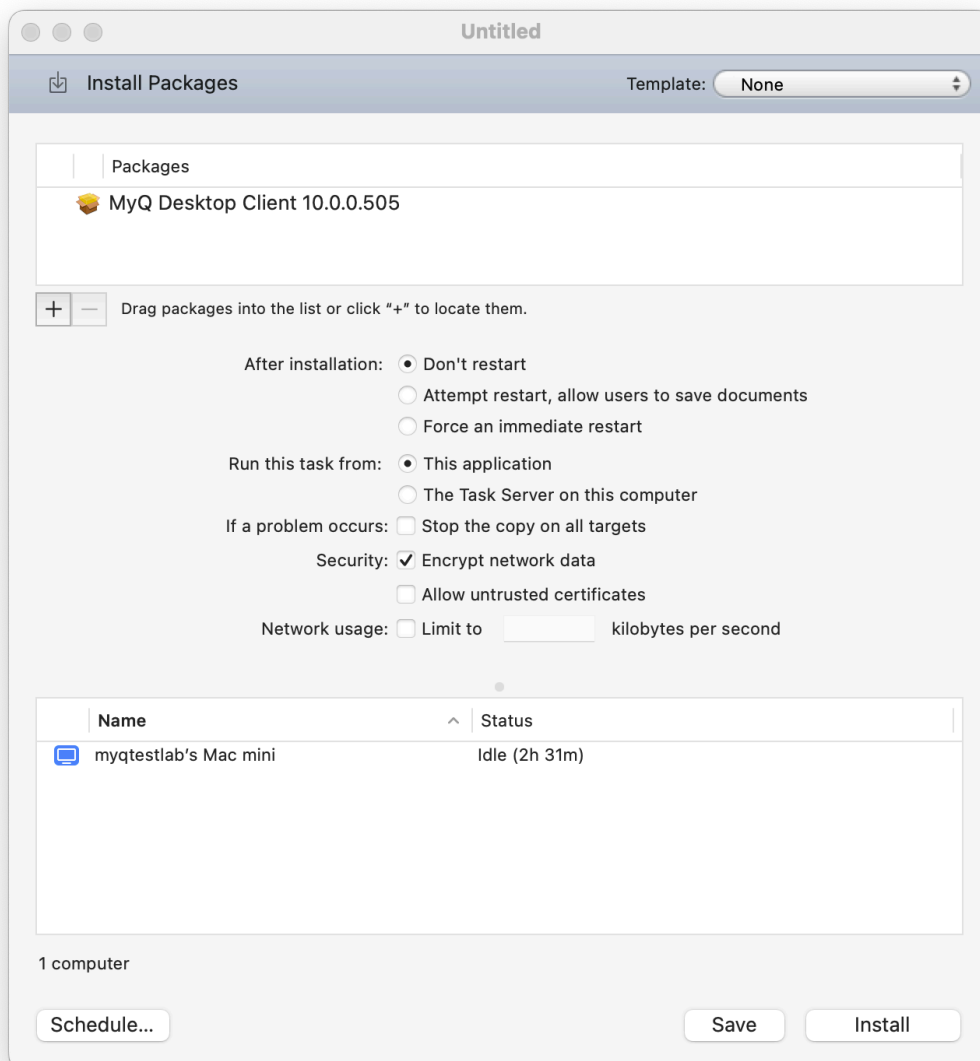 Untitled
Install Packages
Template: None
Packages
MyQ Desktop Client 10.0.0.505
+ − Drag packages into the list or click “+” to locate them.
After installation: Don't restart
Attempt restart, allow users to save documents
Force an immediate restart
Run this task from: This application
The Task Server on this computer
If a problem occurs: Stop the copy on all targets
Security: Encrypt network data
Allow untrusted certificates
Network usage: Limit to kilobytes per second
Name Status
myqtestlab’s Mac mini Idle (2h 31m)
1 computer
Schedule... Save Install